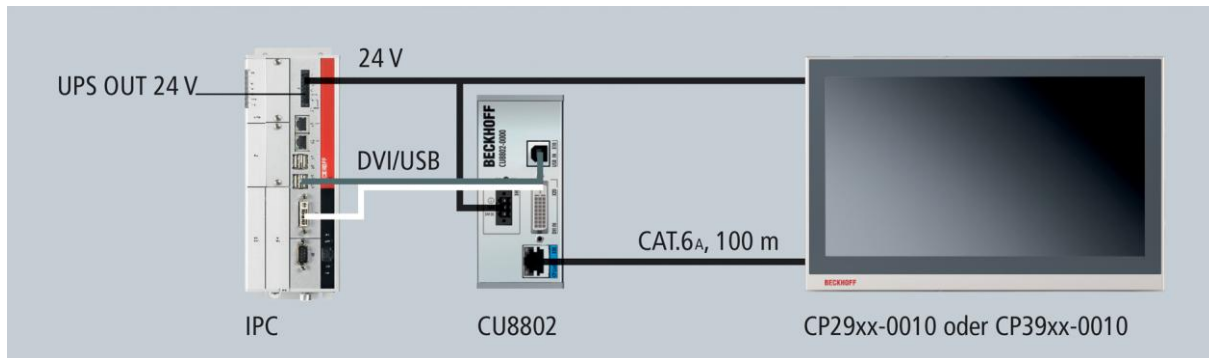 24 V
UPS OUT 24 V
BECKHOFF
CU8802-0000
DVI/USB
CAT.6A, 100 m
BECKHOFF
IPC
CU8802
CP29xx-0010 oder CP39xx-0010